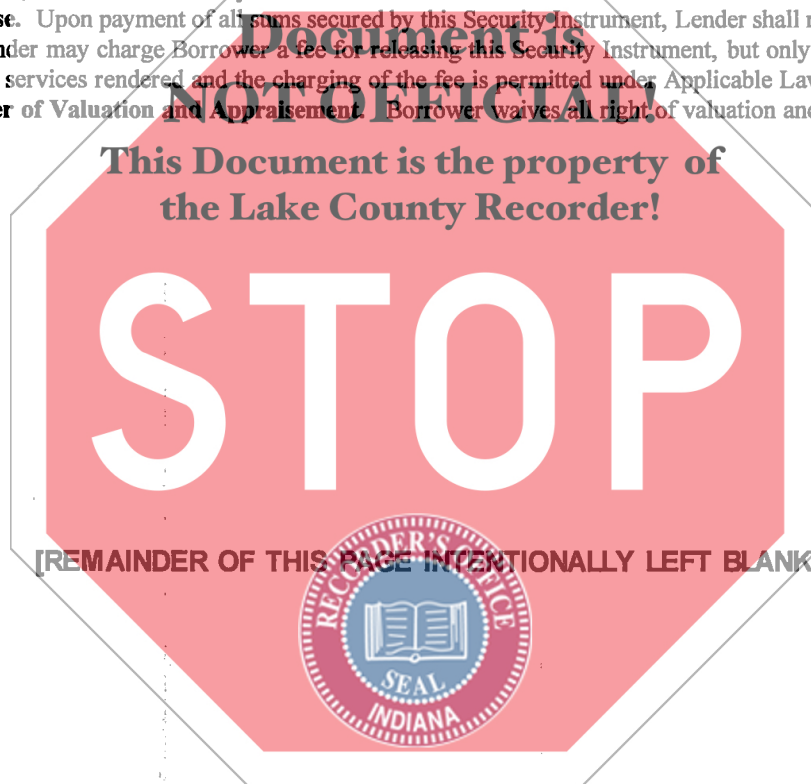 se. Upon payment of all sums secured by this Security Instrument, Lender shall
nder may charge Borrower a fee for releasing this Security Instrument, but only
services rendered and the charging of the fee is permitted under Applicable Lav
er of Valuation and Appraisement. Borrower waives all right of valuation and
Document is
NOT OFFICIAL!
This Document is the property of
the Lake County Recorder!
STOP
[REMAINDER OF THIS PAGE INTENTIONALLY LEFT BLANK
RECORDER'S OFFICE
SEAL
INDIANA